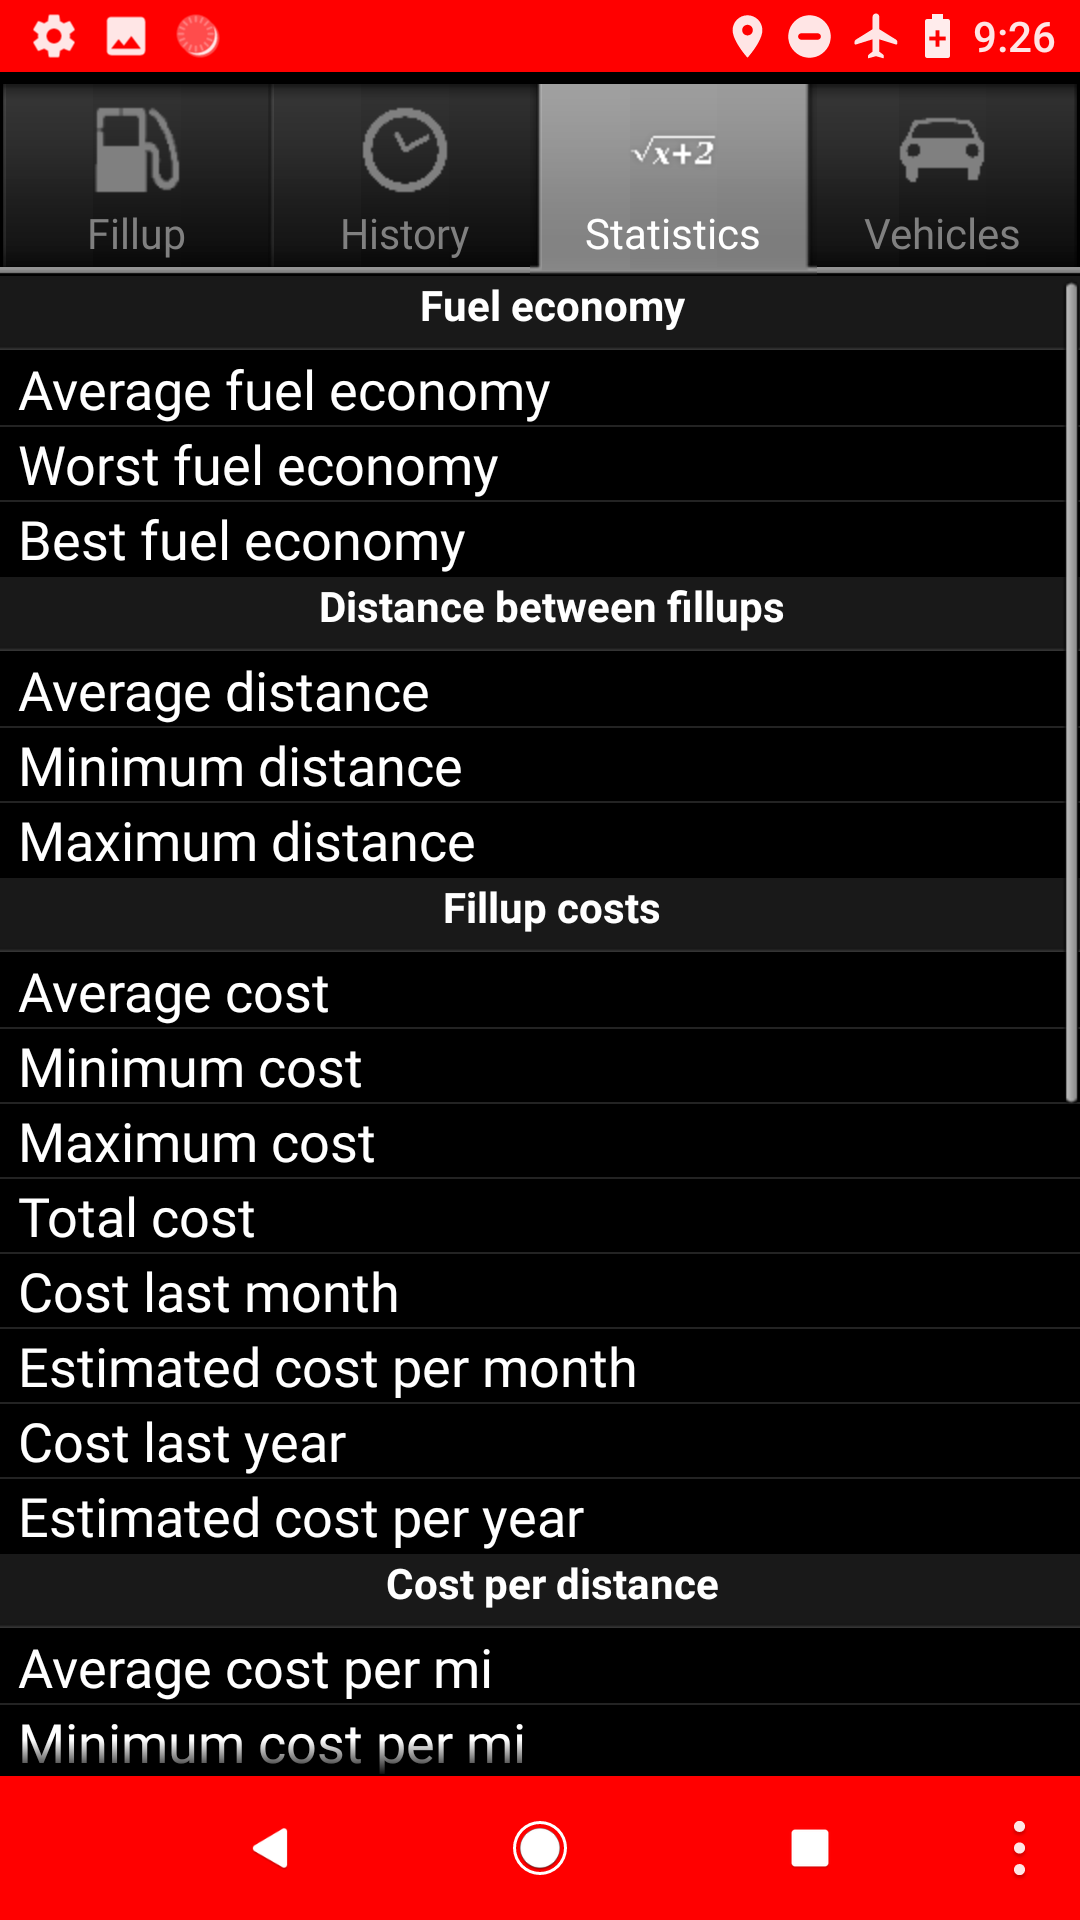 9:26
√x+2
Fillup
History
Statistics
Vehicles
Fuel economy
Average fuel economy
Worst fuel economy
Best fuel economy
Distance between fillups
Average distance
Minimum distance
Maximum distance
Fillup costs
Average cost
Minimum cost
Maximum cost
Total cost
Cost last month
Estimated cost per month
Cost last year
Estimated cost per year
Cost per distance
Average cost per mi
Minimum cost per mi